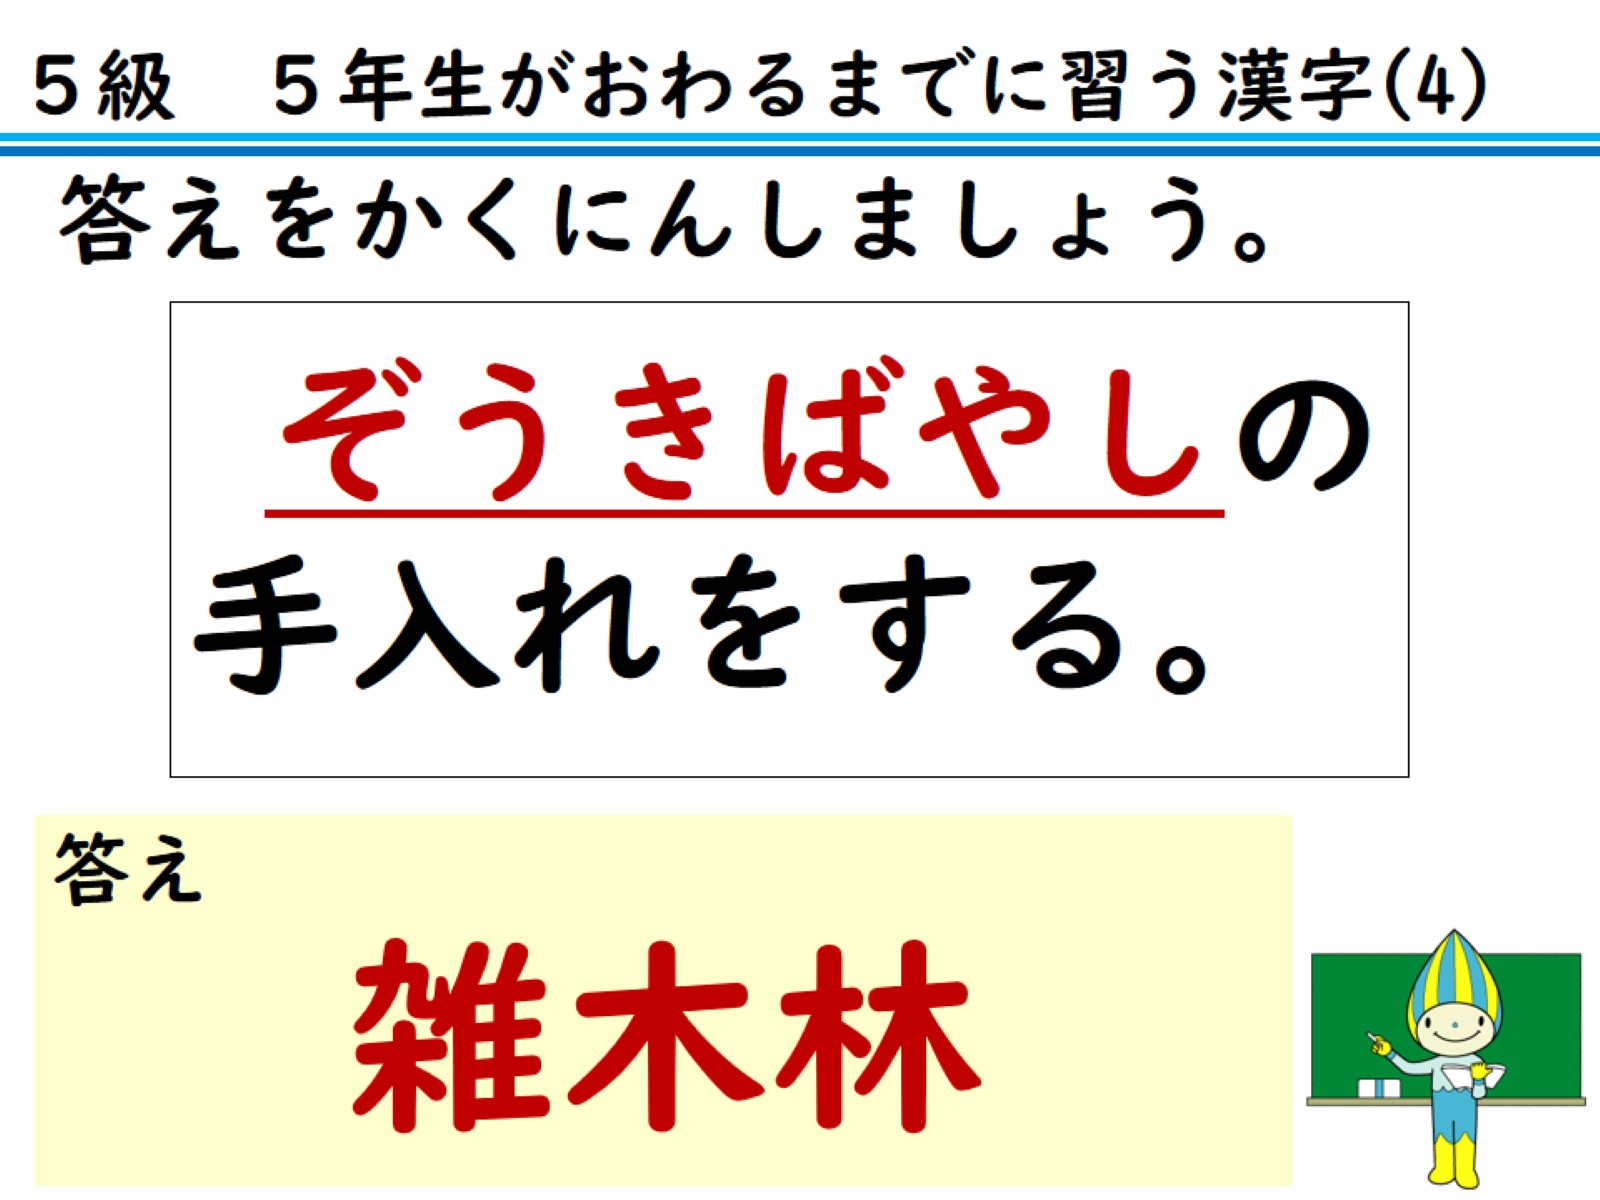 ５級　５年生がおわるまでに習う漢字(4)
答えをかくにんしましょう。
ぞうきばやしの
手入れをする。
答え
雑木林